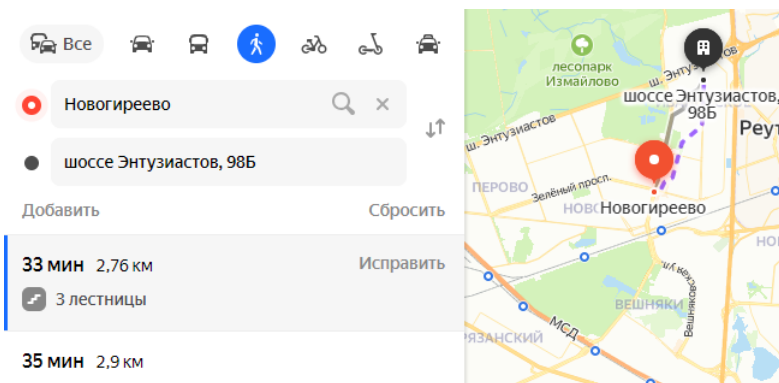 Все
Новогиреево
шоссе Энтузиастов, 98Б
Добавить
Сбросить
33 мин 2,76 км
Исправить
3 лестницы
35 мин 2,9 км
лесопарк
Измайлово
ш. Энтузиастов
шоссе Энтузиастов,
98Б
ш. Энтузиастов
Реут
ПЕРОВО
Зелёный просп.
Новогиреево
ВЕШНЯКИ
Вешняковская ул.
МСД
РЯЗАНСКИЙ